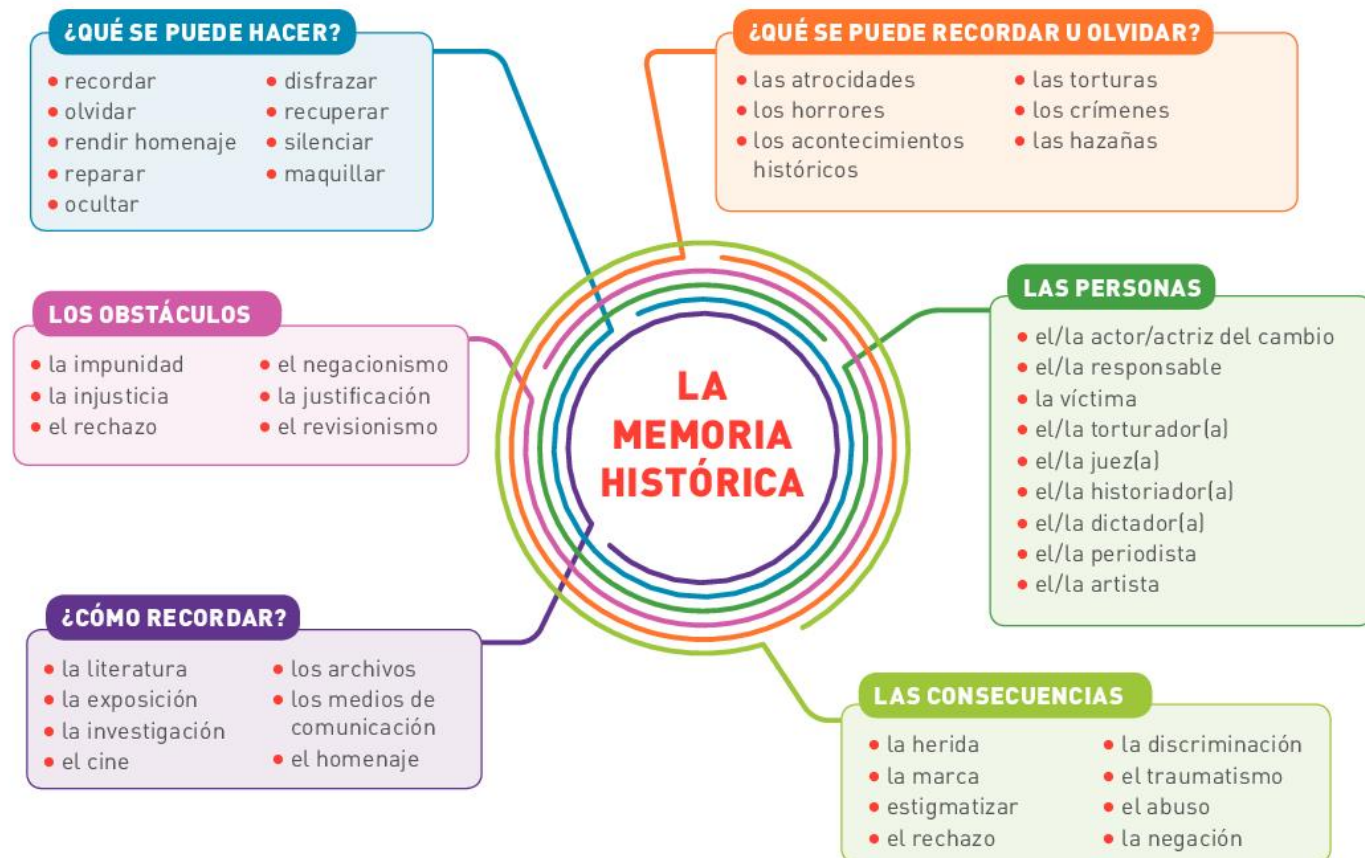 ¿QUÉ SE PUEDE HACER?
• recordar
• olvidar
• rendir homenaje
• reparar
• ocultar
• disfrazar
• recuperar
• silenciar
• maquillar
¿QUÉ SE PUEDE RECORDAR U OLVIDAR?
• las atrocidades
• los horrores
• los acontecimientos
históricos
• las torturas
• los crímenes
• las hazañas
LOS OBSTÁCULOS
• la impunidad
• la injusticia
• el rechazo
• el negacionismo
• la justificación
• el revisionismo
LA
MEMORIA
HISTÓRICA
LAS PERSONAS
• el/la actor/actriz del cambio
• el/la responsable
• la víctima
• el/la torturador(a)
• el/la juez(a)
• el/la historiador(a)
• el/la dictador(a)
• el/la periodista
• el/la artista
¿CÓMO RECORDAR?
• la literatura
• la exposición
• la investigación
• el cine
• los archivos
• los medios de
comunicación
• el homenaje
LAS CONSECUENCIAS
• la herida
• la marca
• estigmatizar
• el rechazo
• la discriminación
• el traumatismo
• el abuso
• la negación